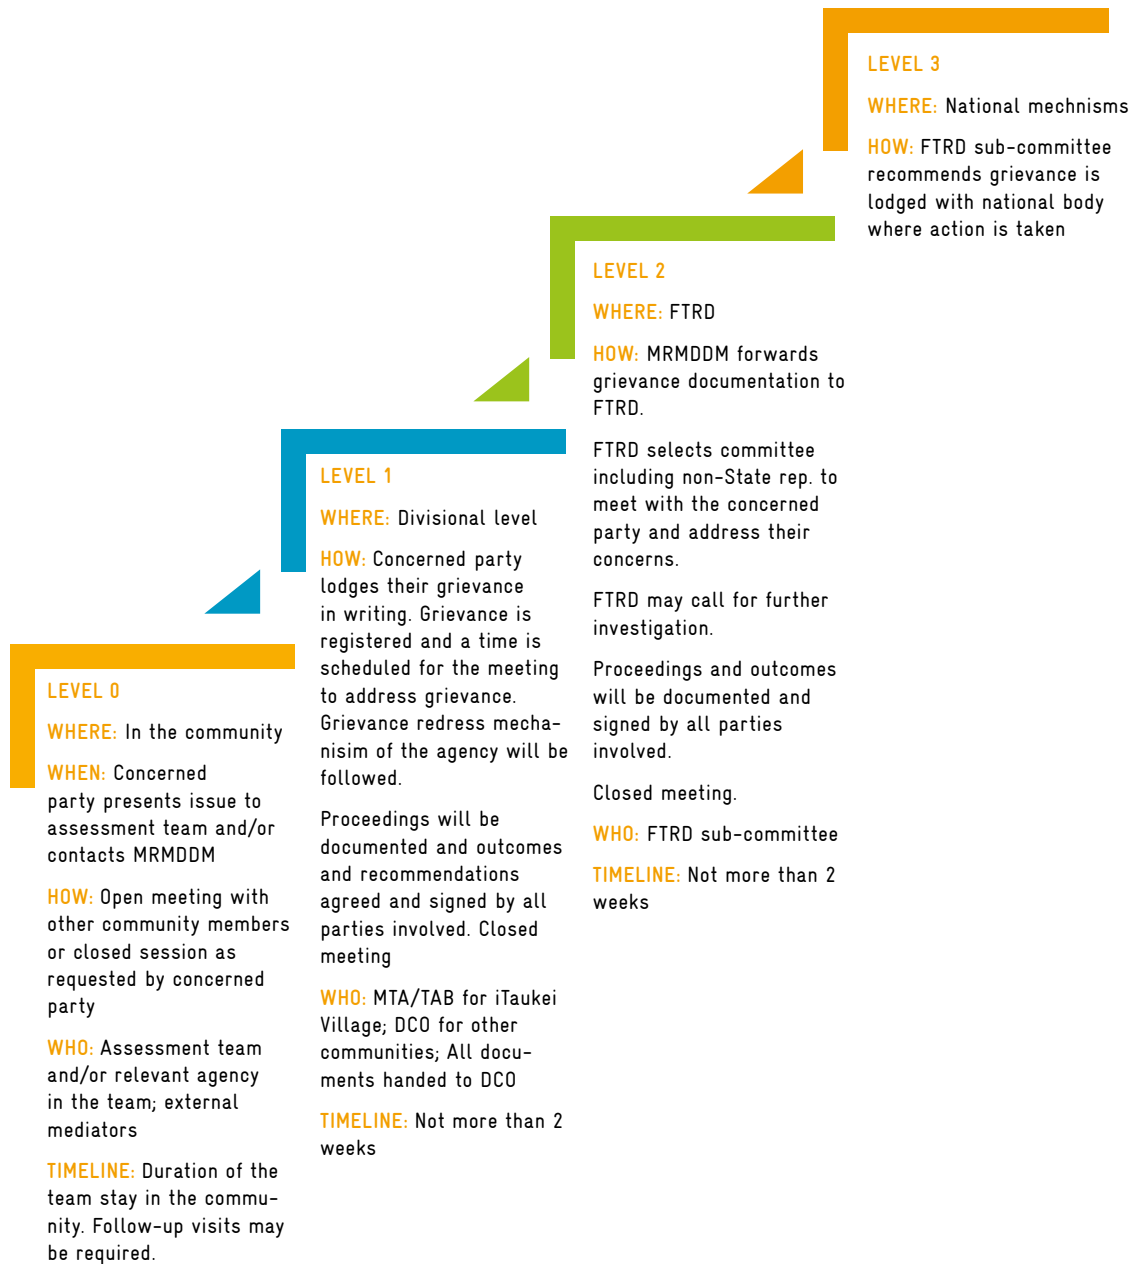 LEVEL 0
WHERE: In the community
WHEN: Concerned
party presents issue to
assessment team and/or
contacts MRMDDM
HOW: Open meeting with
other community members
or closed session as
requested by concerned
party
WHO: Assessment team
and/or relevant agency
in the team; external
mediators
TIMELINE: Duration of the
team stay in the commu-
nity. Follow-up visits may
be required.
LEVEL 1
WHERE: Divisional level
HOW: Concerned party
lodges their grievance
in writing. Grievance is
registered and a time is
scheduled for the meeting
to address grievance.
Grievance redress mecha-
nisim of the agency will be
followed.
Proceedings will be
documented and outcomes
and recommendations
agreed and signed by all
parties involved. Closed
meeting
WHO: MTA/TAB for iTaukei
Village; DCO for other
communities; All docu-
ments handed to DCO
TIMELINE: Not more than 2
weeks
LEVEL 2
WHERE: FTRD
HOW: MRMDDM forwards
grievance documentation to
FTRD.
FTRD selects committee
including non-State rep. to
meet with the concerned
party and address their
concerns.
FTRD may call for further
investigation.
Proceedings and outcomes
will be documented and
signed by all parties
involved.
Closed meeting.
WHO: FTRD sub-committee
TIMELINE: Not more than 2
weeks
LEVEL 3
WHERE: National mechnisms
HOW: FTRD sub-committee
recommends grievance is
lodged with national body
where action is taken